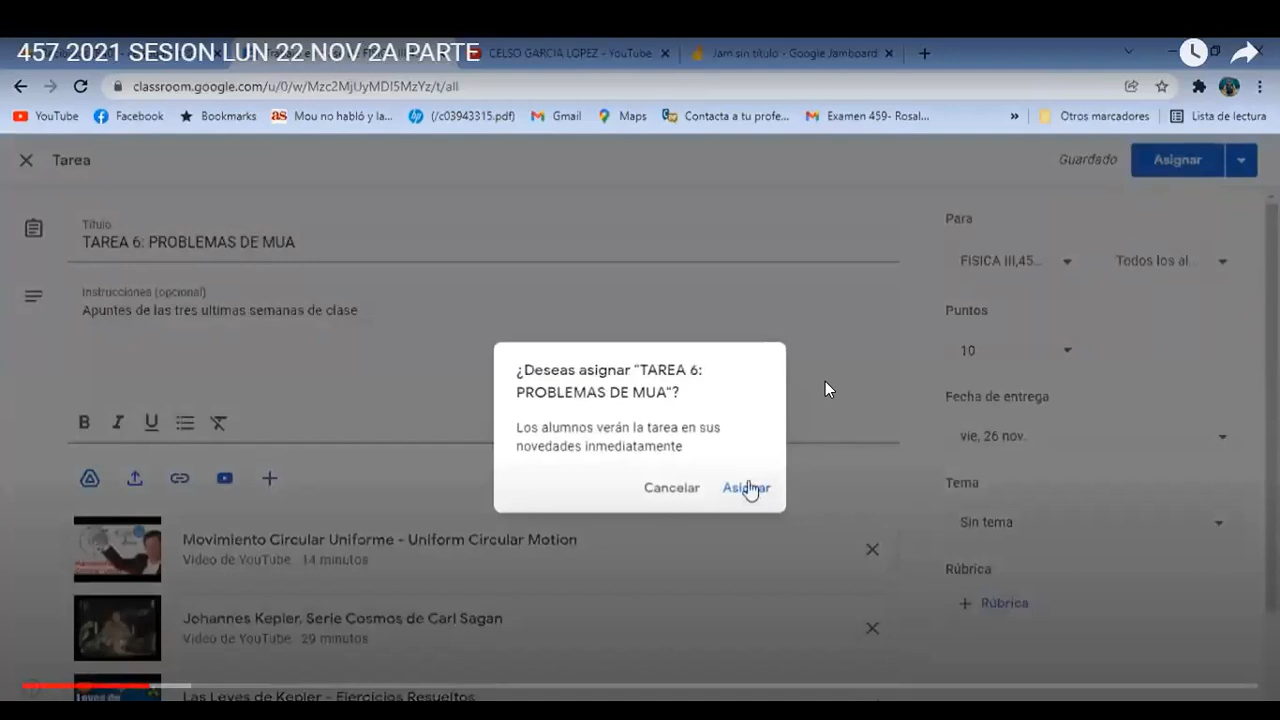 457 2021 SESION LUN 22 NOV 2A PARTE
CELSO GARCIA LOPEZ - YouTube
Jam sin título - Google Jamboard
classroom.google.com/u/0/w/Mzc2MjUyMDI5MzYz/t/all
YouTube
Facebook
Bookmarks
as Mou no habló y la...
(/c03943315.pdf)
Gmail
Maps
Contacta a tu profe...
Examen 459- Rosal...
»
Otros marcadores
Lista de lectura
Tarea
Guardado
Asignar
Título
TAREA 6: PROBLEMAS DE MUA
Instrucciones (opcional)
Apuntes de las tres ultimas semanas de clase
B I U
Para
FISICA III,45...
Todos los al...
Puntos
10
Fecha de entrega
vie, 26 nov.
Tema
Sin tema
Rúbrica
+ Rúbrica
¿Deseas asignar "TAREA 6:
PROBLEMAS DE MUA"?
Los alumnos verán la tarea en sus
novedades inmediatamente
Cancelar
Asignar
Movimiento Circular Uniforme - Uniform Circular Motion
Video de YouTube 14 minutos
Johannes Kepler, Serie Cosmos de Carl Sagan
Video de YouTube 29 minutos
Las Leyes de Kepler - Ejercicios Resueltos